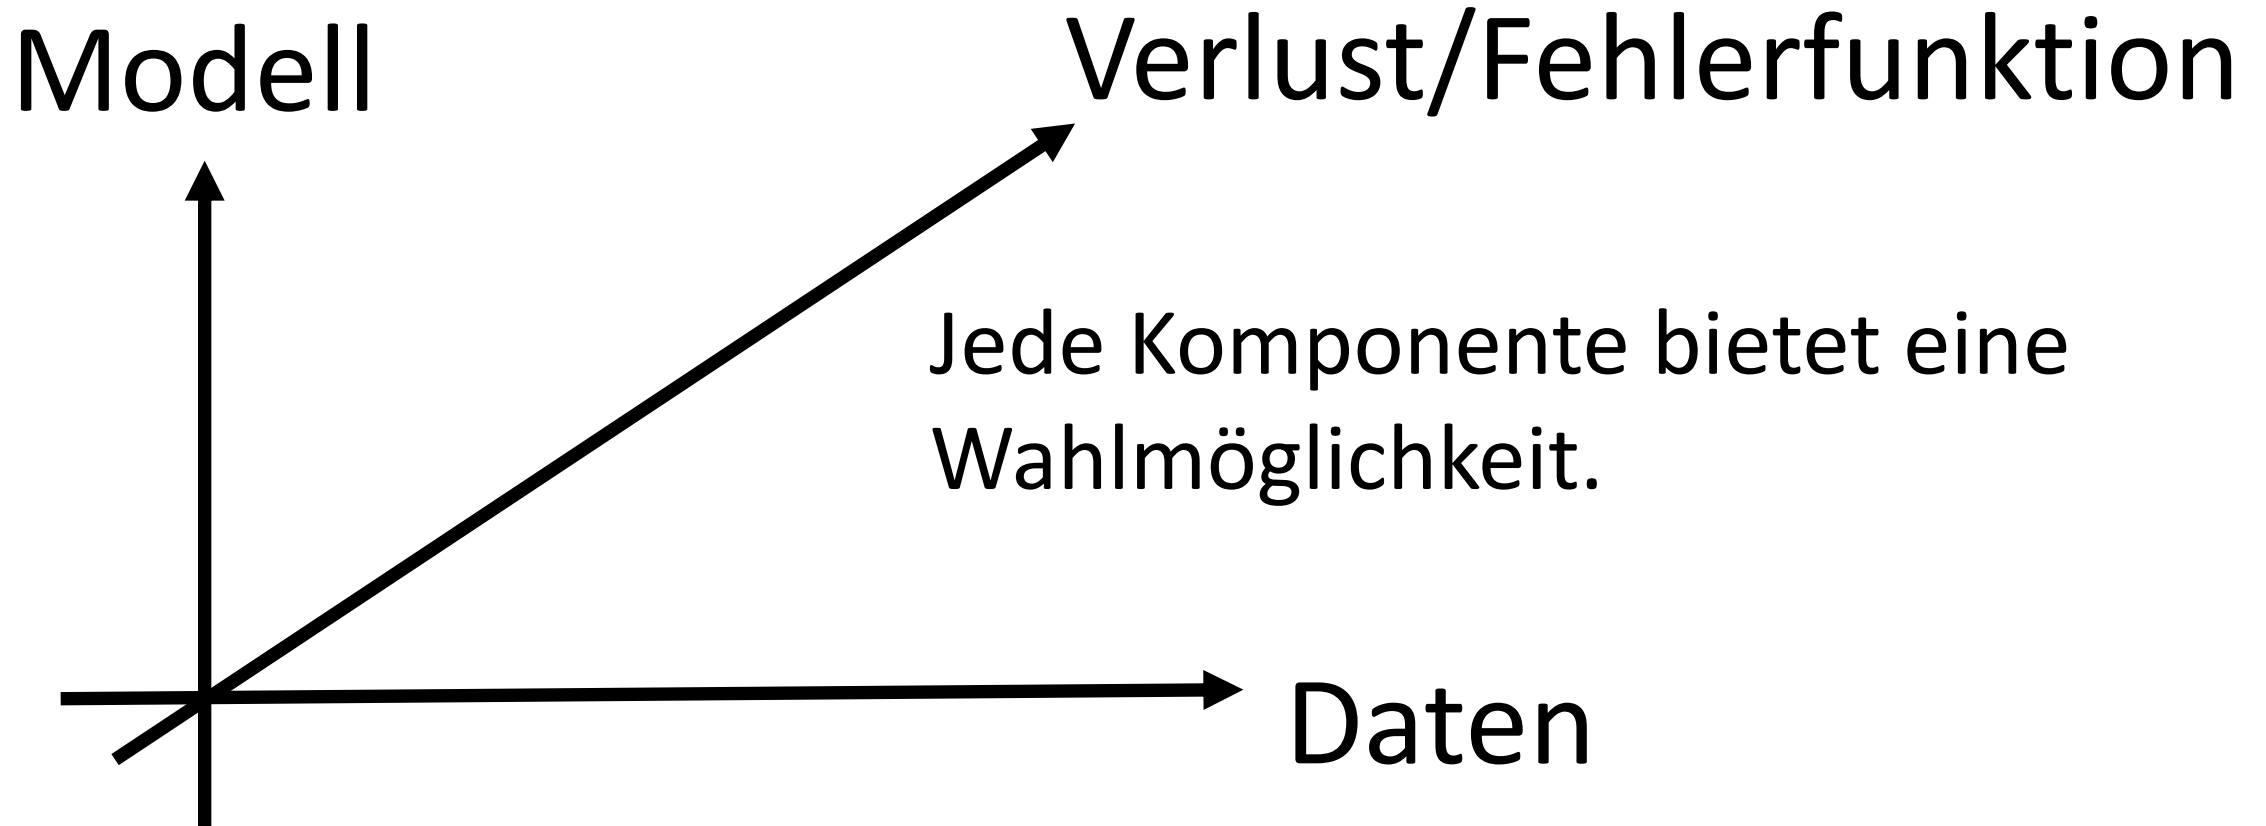 Modell
Verlust/Fehlerfunktion
Jede Komponente bietet eine
Wahlmöglichkeit.
Daten